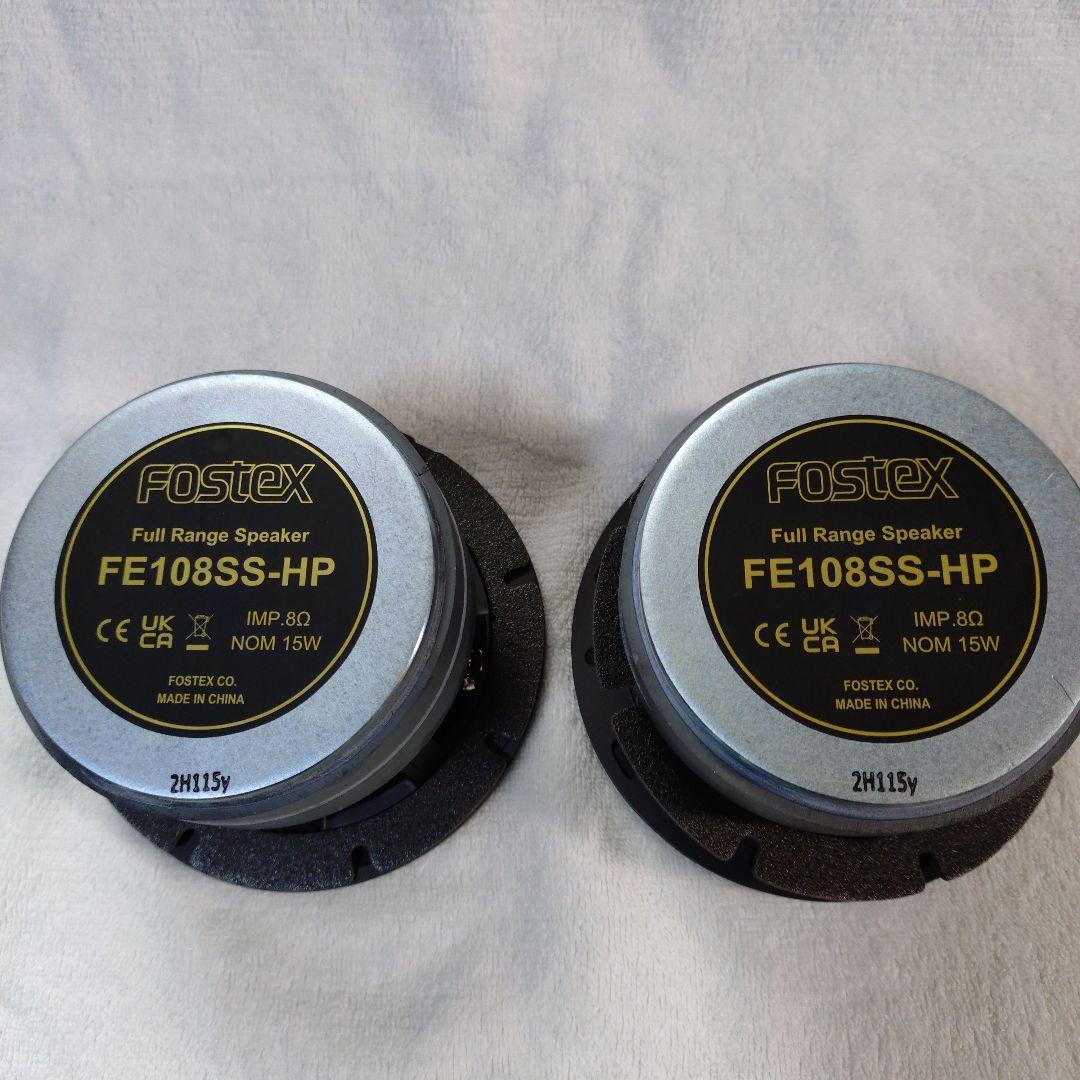 FOSTEX
Full Range Speaker
FE108SS-HP
CE UK CA IMP.8Ω
NOM 15W
FOSTEX CO.
MADE IN CHINA
2H115y
FOSTEX
Full Range Speaker
FE108SS-HP
CE UK CA IMP.8Ω
NOM 15W
FOSTEX CO.
MADE IN CHINA
2H115y